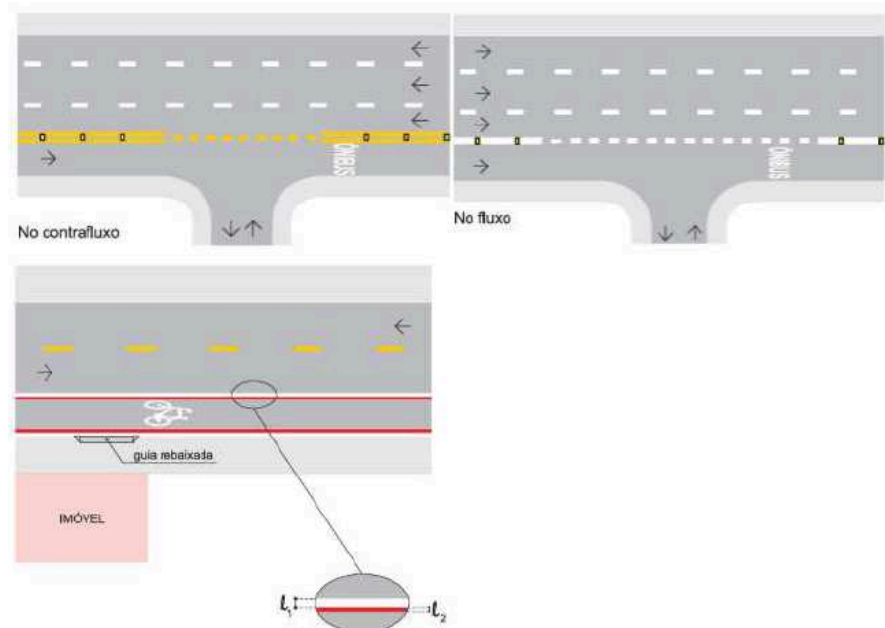 ÔNIBUS
No contrafluxo
ÔNIBUS
No fluxo
guia rebaixada
IMÓVEL
ℓ1
ℓ2